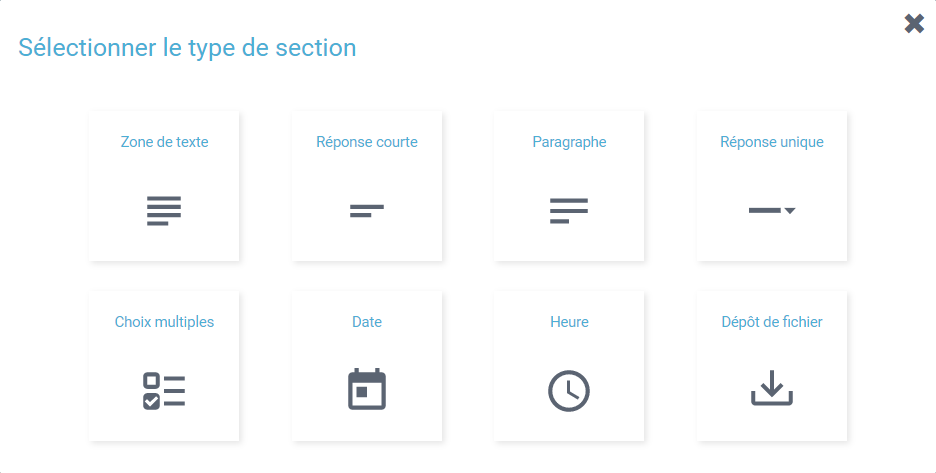 Sélectionner le type de section
Zone de texte
Réponse courte
Paragraphe
Réponse unique
Choix multiples
Date
Heure
Dépôt de fichier